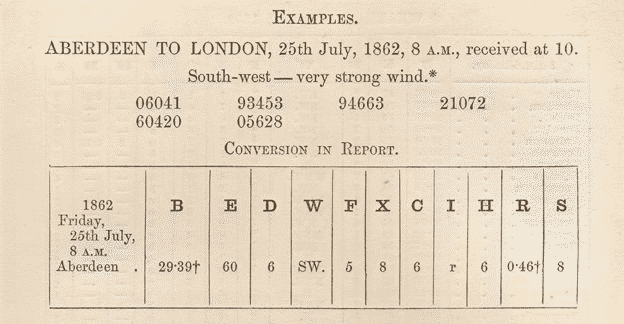 EXAMPLES.
ABERDEEN TO LONDON, 25th July, 1862, 8 A.M., received at 10.
South-west — very strong wind.*
06041 93453 94663 21072
60420 05628
CONVERSION IN REPORT.
1862 B E D W F X C I H R S
Friday,
25th July,
8 A.M.
Aberdeen . 29·39† 60 6 SW. 5 8 6 r 6 0·46† 8